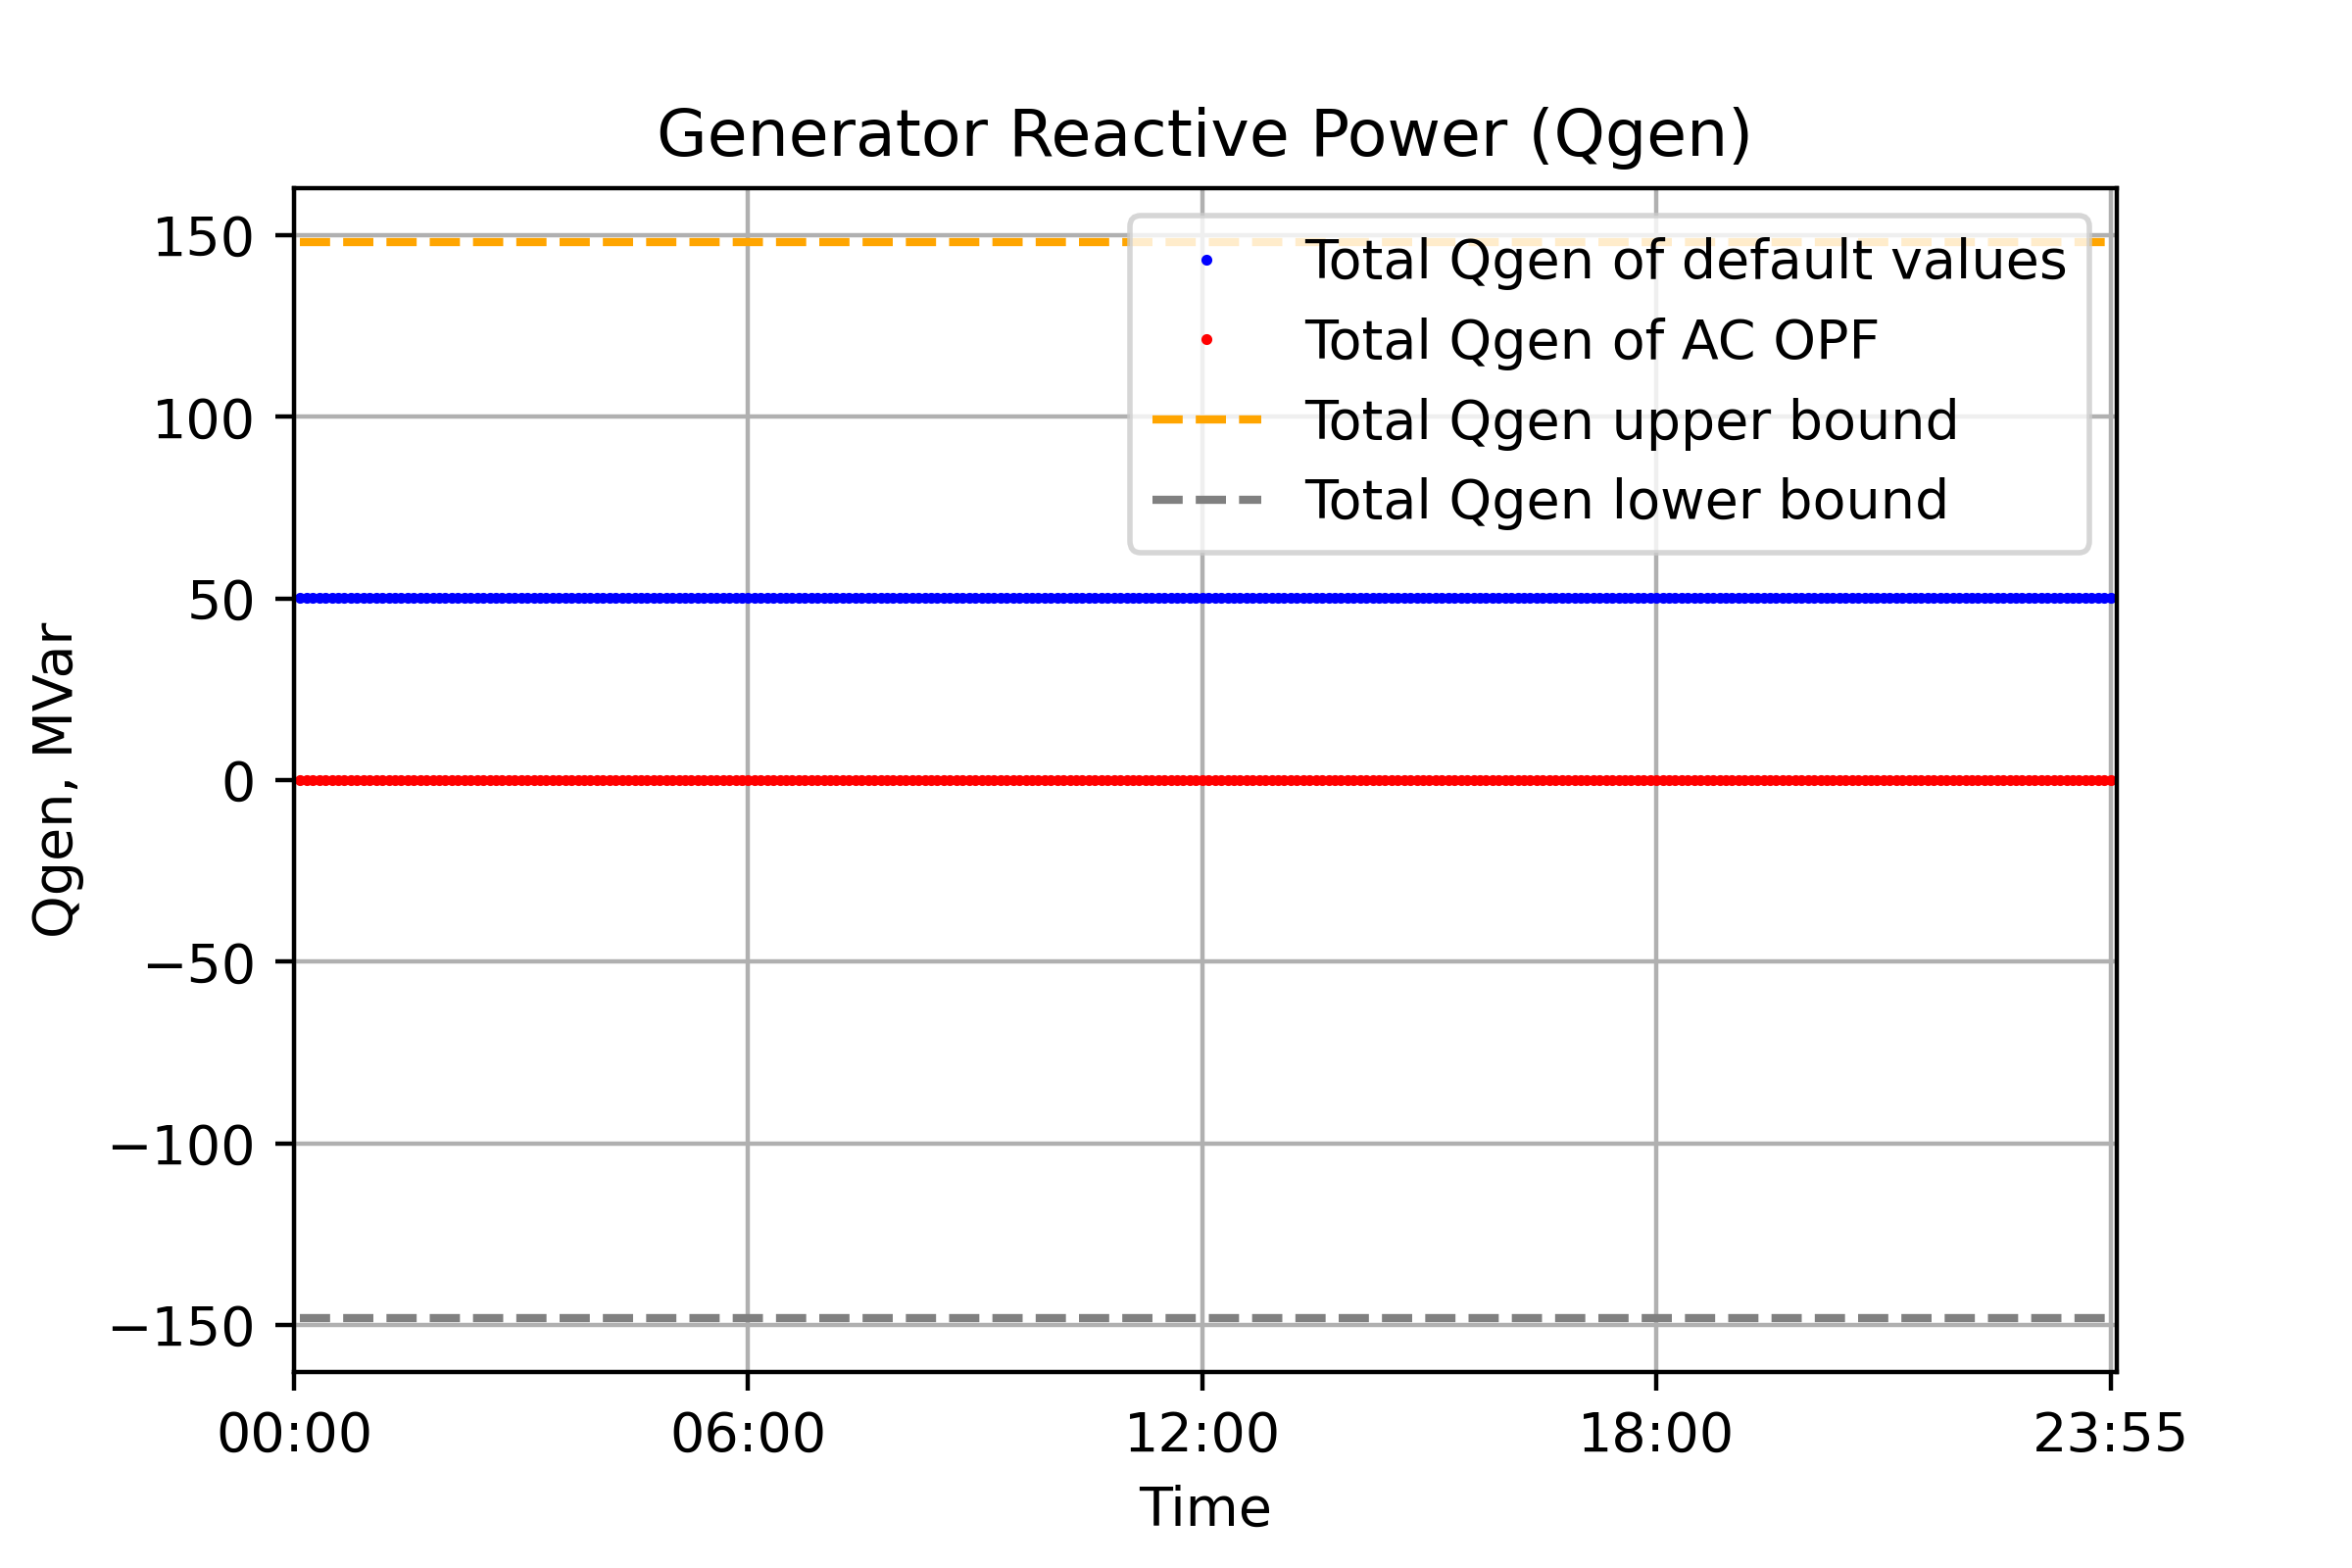 Generator Reactive Power (Qgen)
Qgen, MVar
150
100
50
0
−50
−100
−150
Total Qgen of default values
Total Qgen of AC OPF
Total Qgen upper bound
Total Qgen lower bound
00:00 06:00 12:00 18:00 23:55
Time